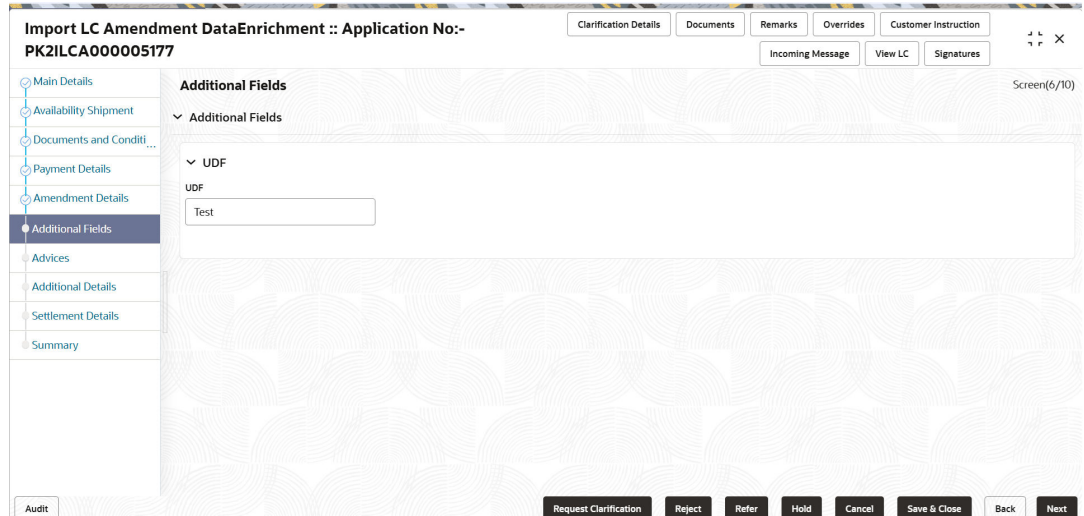 Import LC Amendment DataEnrichment :: Application No:-
PK2ILCA000005177
Clarification Details
Documents
Remarks
Overrides
Customer Instruction
Incoming Message
View LC
Signatures
Main Details
Availability Shipment
Documents and Conditi...
Payment Details
Amendment Details
Additional Fields
Advices
Additional Details
Settlement Details
Summary
Additional Fields
Screen(6/10)
Additional Fields
UDF
UDF
Test
Audit
Request Clarification
Reject
Refer
Hold
Cancel
Save & Close
Back
Next